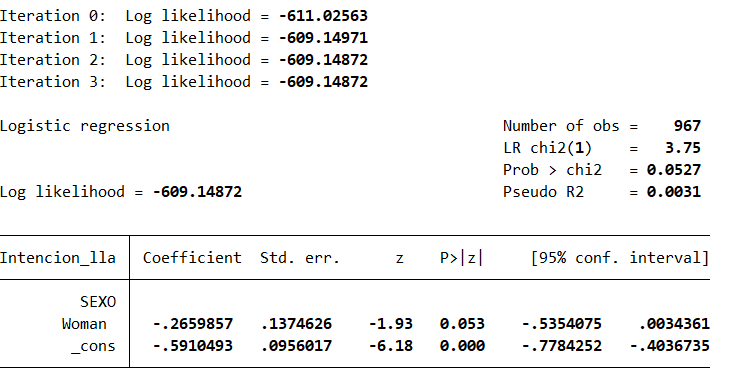 Iteration 0: Log likelihood = -611.02563
Iteration 1: Log likelihood = -609.14971
Iteration 2: Log likelihood = -609.14872
Iteration 3: Log likelihood = -609.14872
Logistic regression Number of obs = 967
LR chi2(1) = 3.75
Prob > chi2 = 0.0527
Log likelihood = -609.14872 Pseudo R2 = 0.0031
Intencion_lla Coefficient Std. err. z P>|z| [95% conf. interval]
SEXO
Woman -.2659857 .1374626 -1.93 0.053 -.5354075 .0034361
_cons -.5910493 .0956017 -6.18 0.000 -.7784252 -.4036735